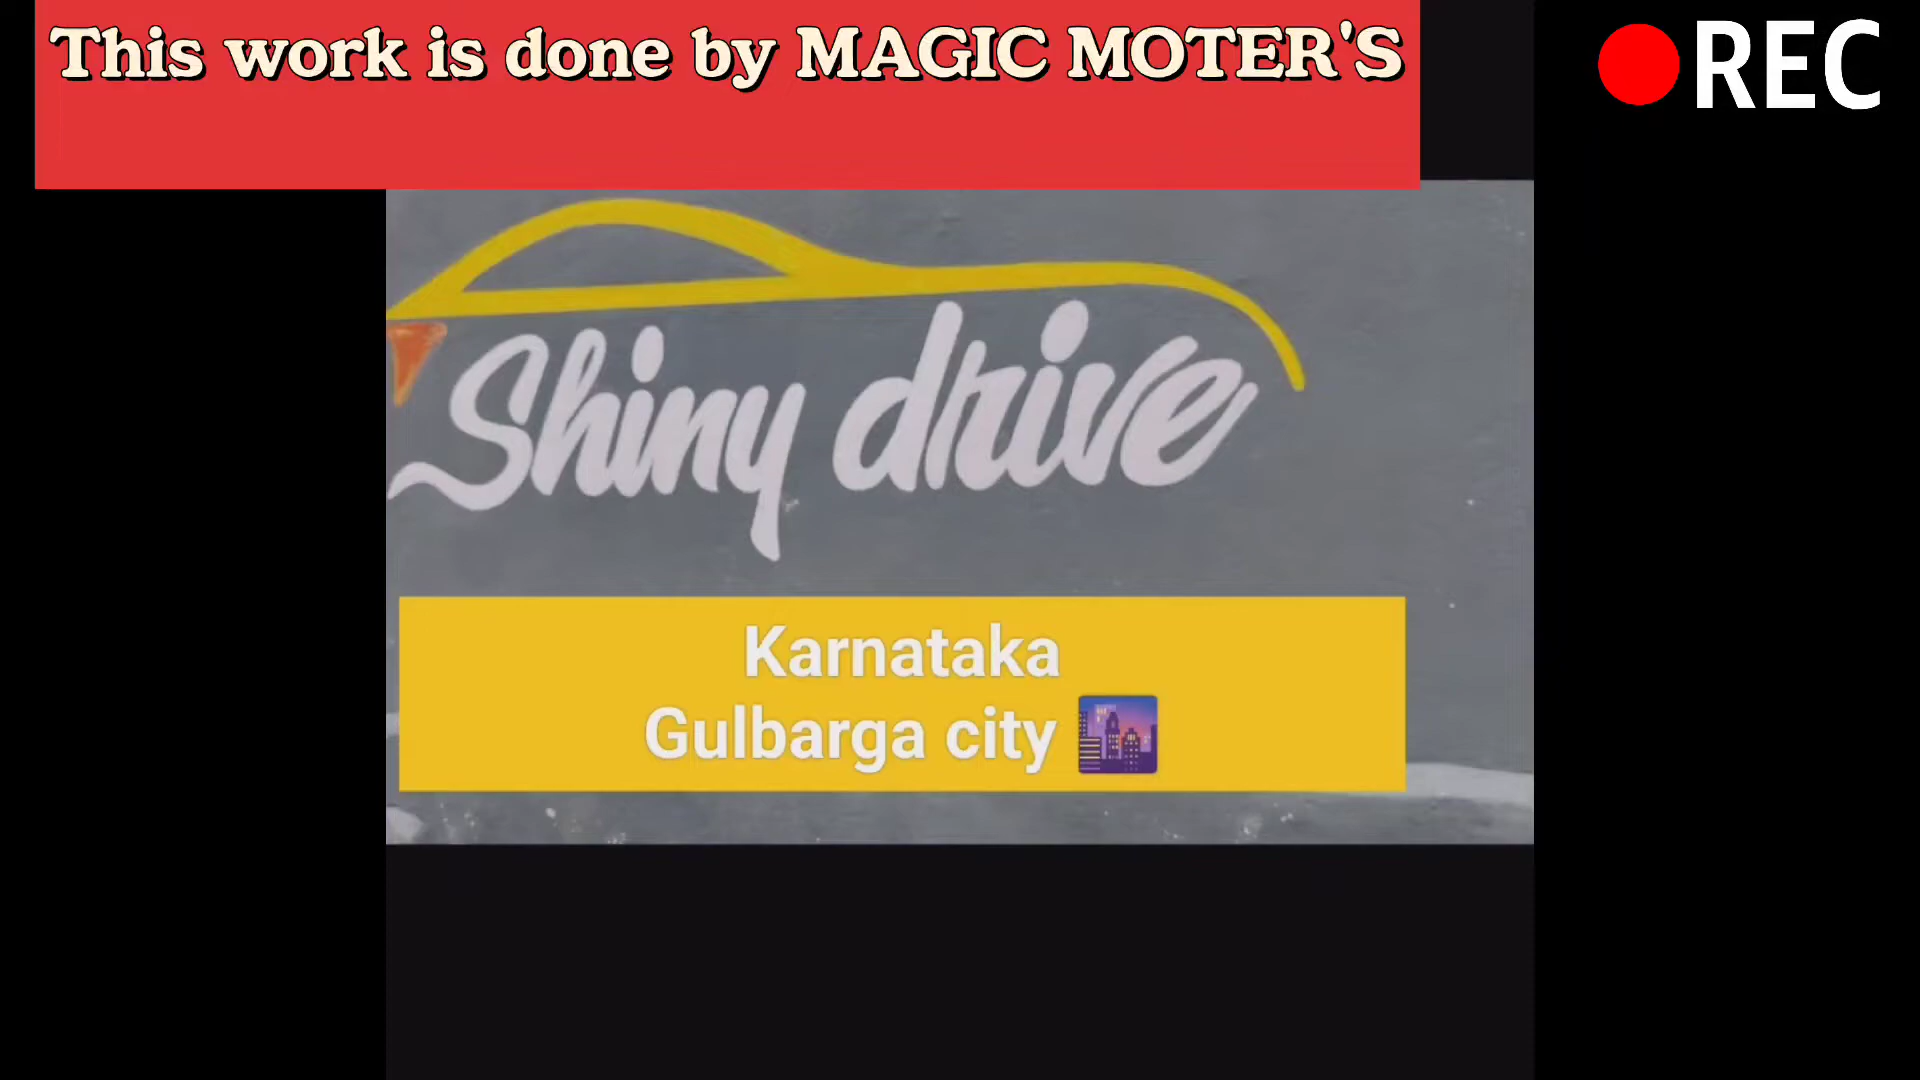 This work is done by MAGIC MOTER'S
REC
Shiny drive
Karnataka
Gulbarga city 🌆